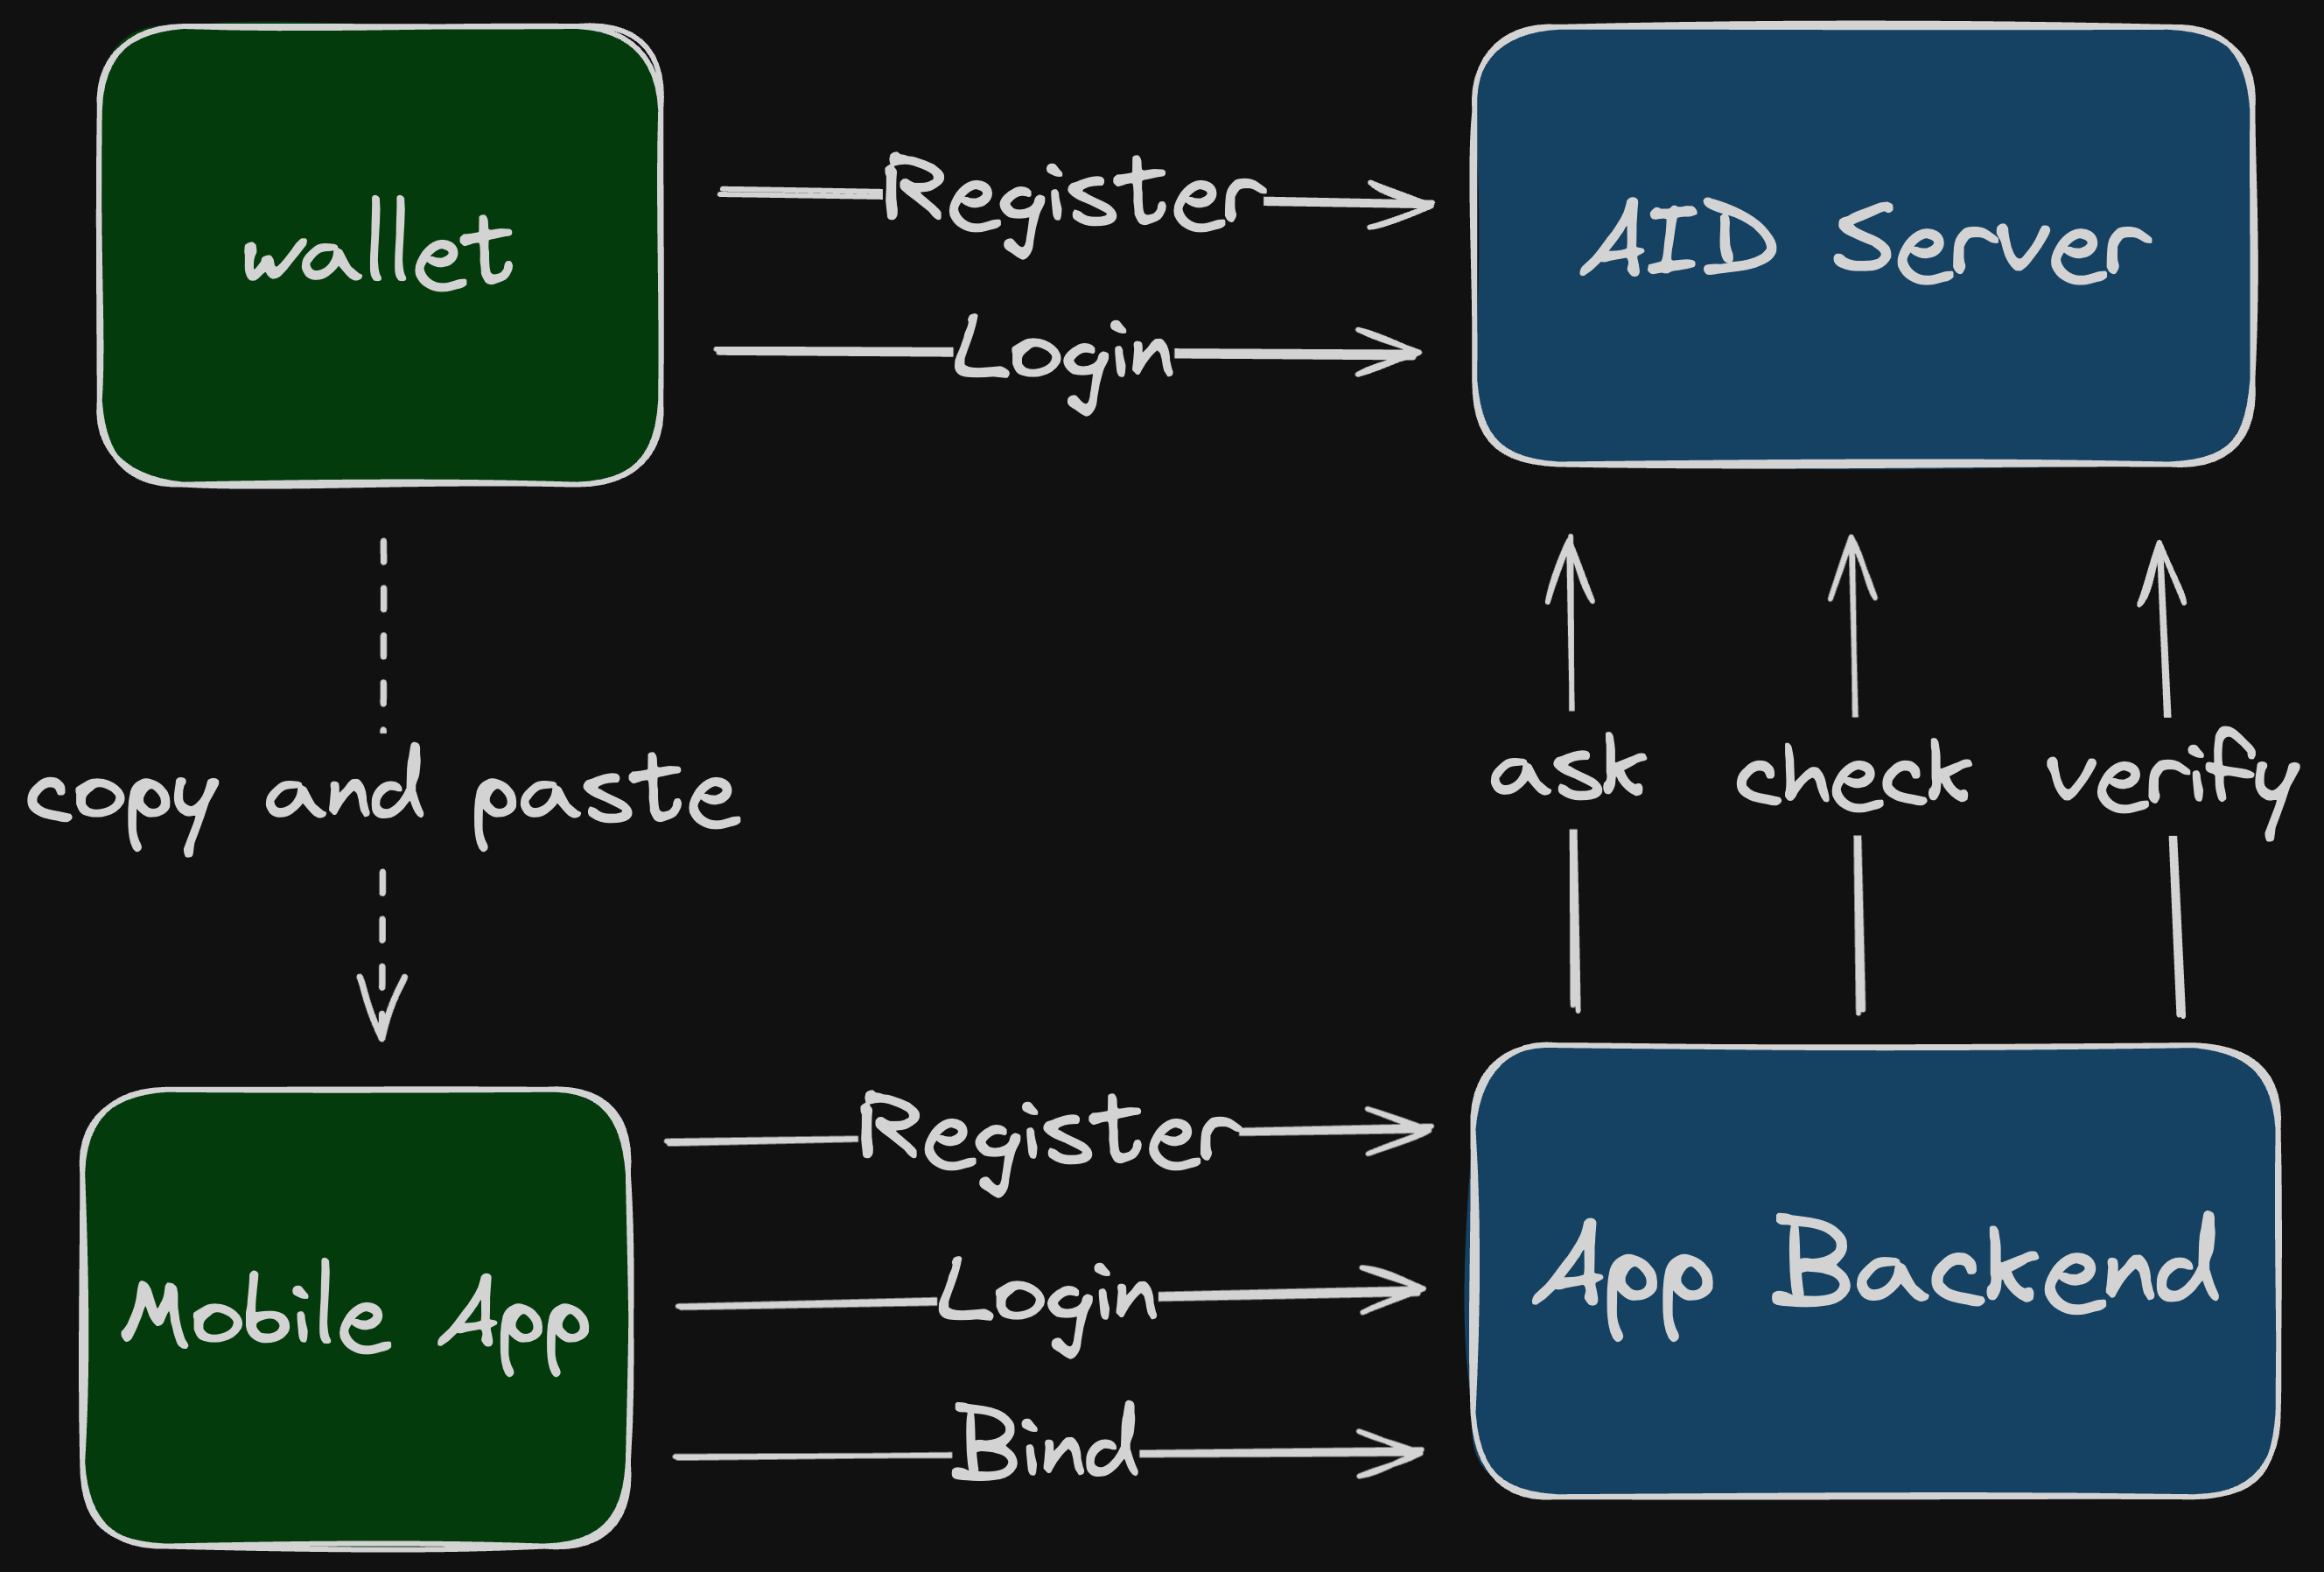 wallet
Register
Login
AID Server
copy and paste
ask
check
verify
Mobile App
Register
Login
Bind
App Backend